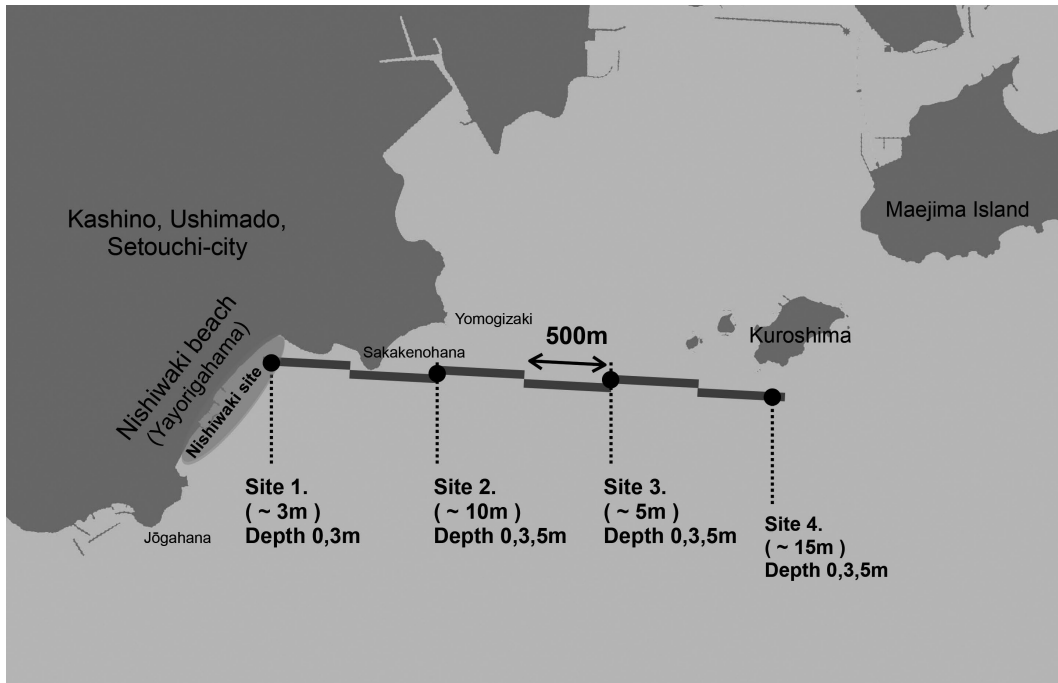 Kashino, Ushimado,
Setouchi-city
Maejima Island
Yomogizaki
500m
Kuroshima
Sakakenohana
Nishiwaki beach
(Yayorigahama)
Nishiwaki site
Site 1.
( ~ 3m )
Depth 0,3m
Site 2.
( ~ 10m )
Depth 0,3,5m
Site 3.
( ~ 5m )
Depth 0,3,5m
Site 4.
( ~ 15m )
Depth 0,3,5m
Jōgahana